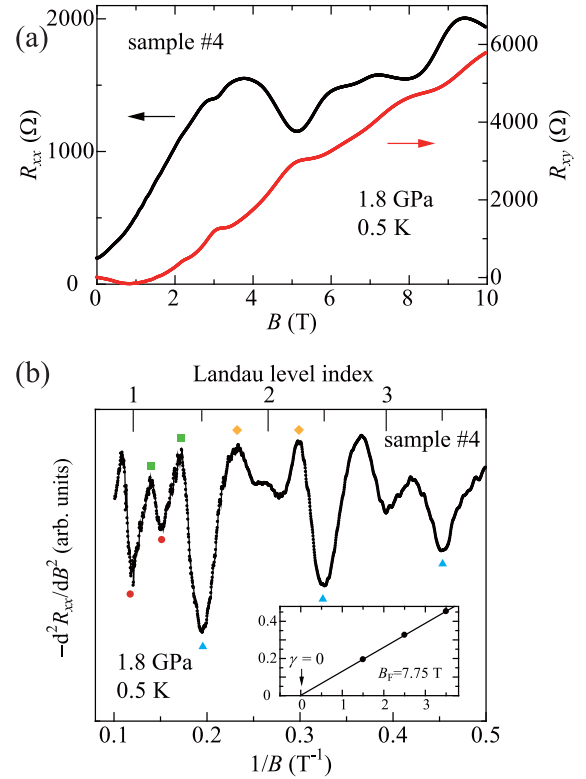 (a)
sample #4
2000
1000
0
R_xx (Ω)
6000
4000
2000
0
R_xy (Ω)
1.8 GPa
0.5 K
0 2 4 6 8 10
B (T)
(b)
Landau level index
1 2 3
sample #4
−d²R_xx/dB² (arb. units)
1.8 GPa
0.5 K
0.4
0.2
0
γ = 0
B_F=7.75 T
0 1 2 3
0.1 0.2 0.3 0.4 0.5
1/B (T⁻¹)